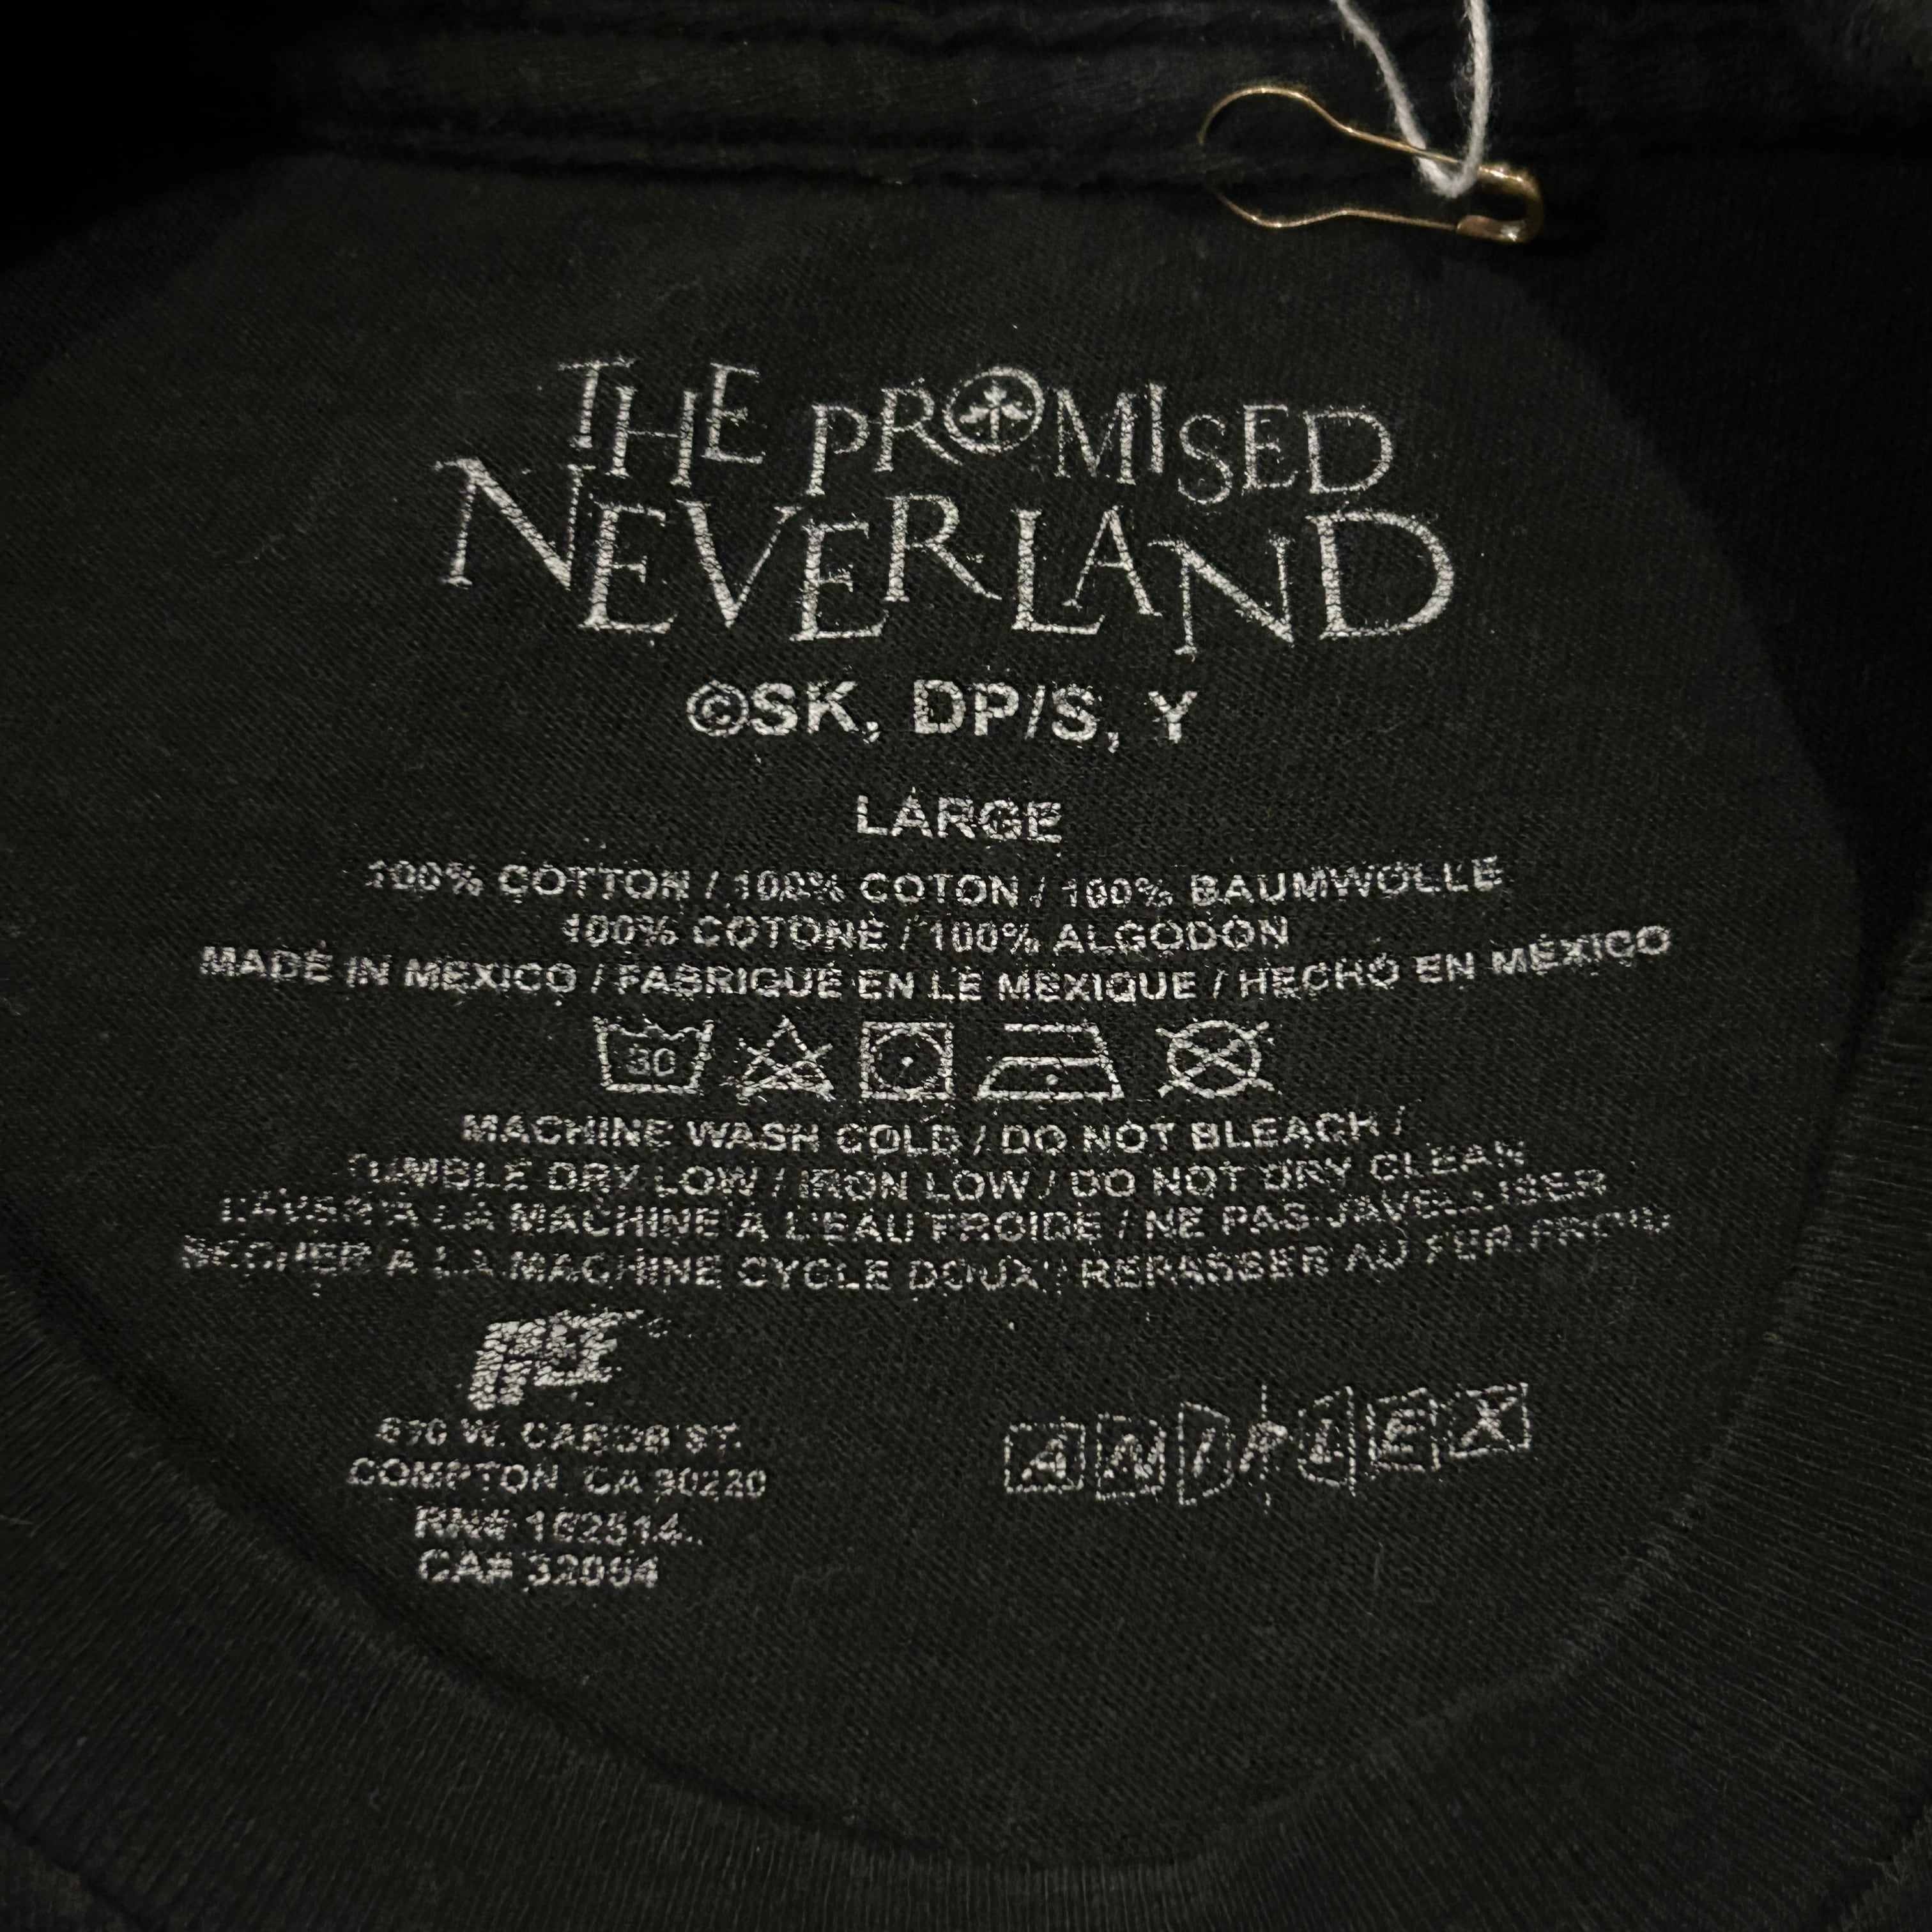 THE PROMISED
NEVERLAND
©SK, DP/S, Y
LARGE
100% COTTON / 100% COTON / 100% BAUMWOLLE
100% COTONE / 100% ALGODON
MADE IN MEXICO / FABRIQUÉ EN LE MEXIQUE / HECHO EN MÉXICO
30
MACHINE WASH COLD / DO NOT BLEACH /
TUMBLE DRY LOW / IRON LOW / DO NOT DRY CLEAN
LAVER À LA MACHINE À L'EAU FROIDE / NE PAS JAVELLISER
SÉCHER À LA MACHINE CYCLE DOUX / REPASSER AU FER FROID
W. ST.
COMPTON, CA 90220
RN# 102514
CA# 32064
ANIPLEX